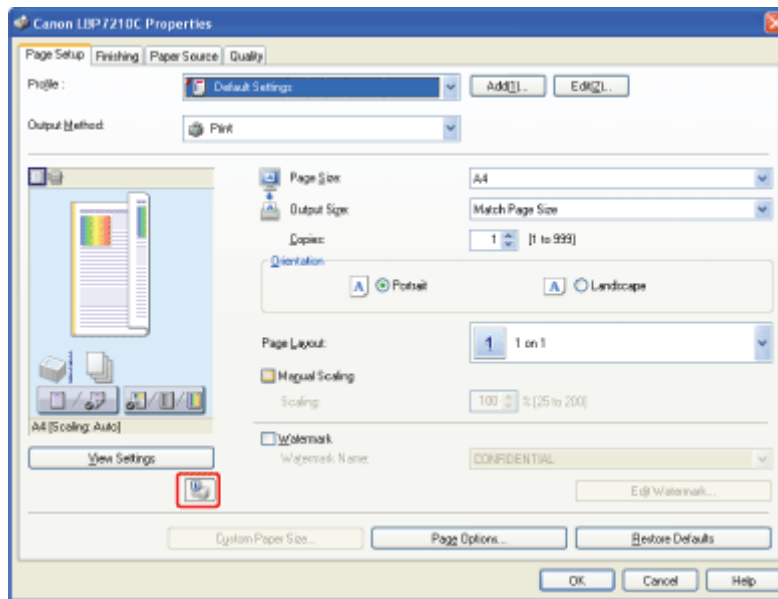 Canon LBP7210C Properties
Page Setup Finishing Paper Source Quality
Profile : Default Settings Add(1)... Edit(2)...
Output Method: Print
Page Size: A4
Output Size: Match Page Size
Copies: 1 [1 to 999]
Orientation
A Portrait A Landscape
Page Layout: 1 1 on 1
Manual Scaling
Scaling: 100 % [25 to 200]
A4 [Scaling: Auto]
Watermark
View Settings Watermark Name: CONFIDENTIAL
Edit Watermark...
Custom Paper Size... Page Options... Restore Defaults
OK Cancel Help